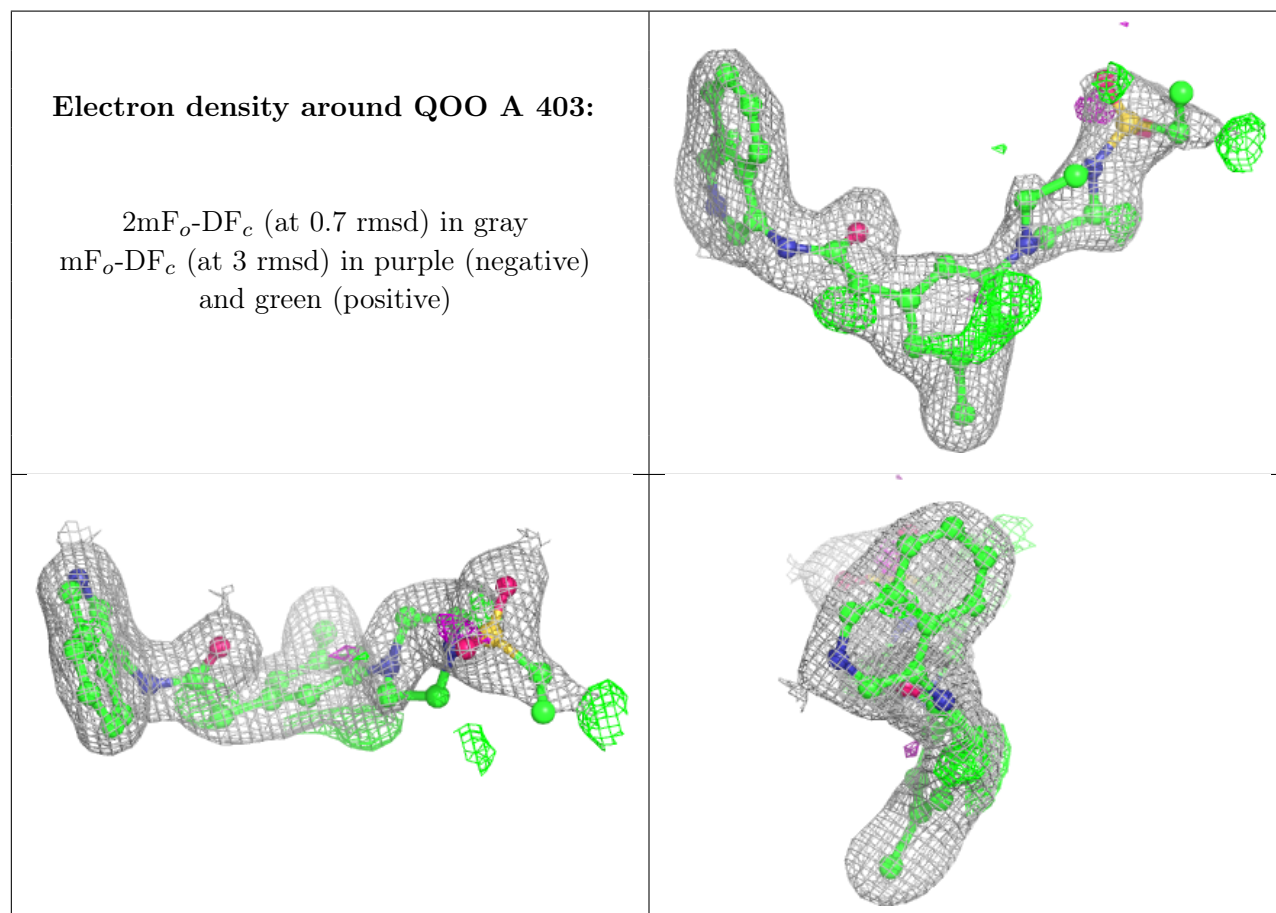 Electron density around QOO A 403:
2mFo-DFc (at 0.7 rmsd) in gray
mFo-DFc (at 3 rmsd) in purple (negative)
and green (positive)